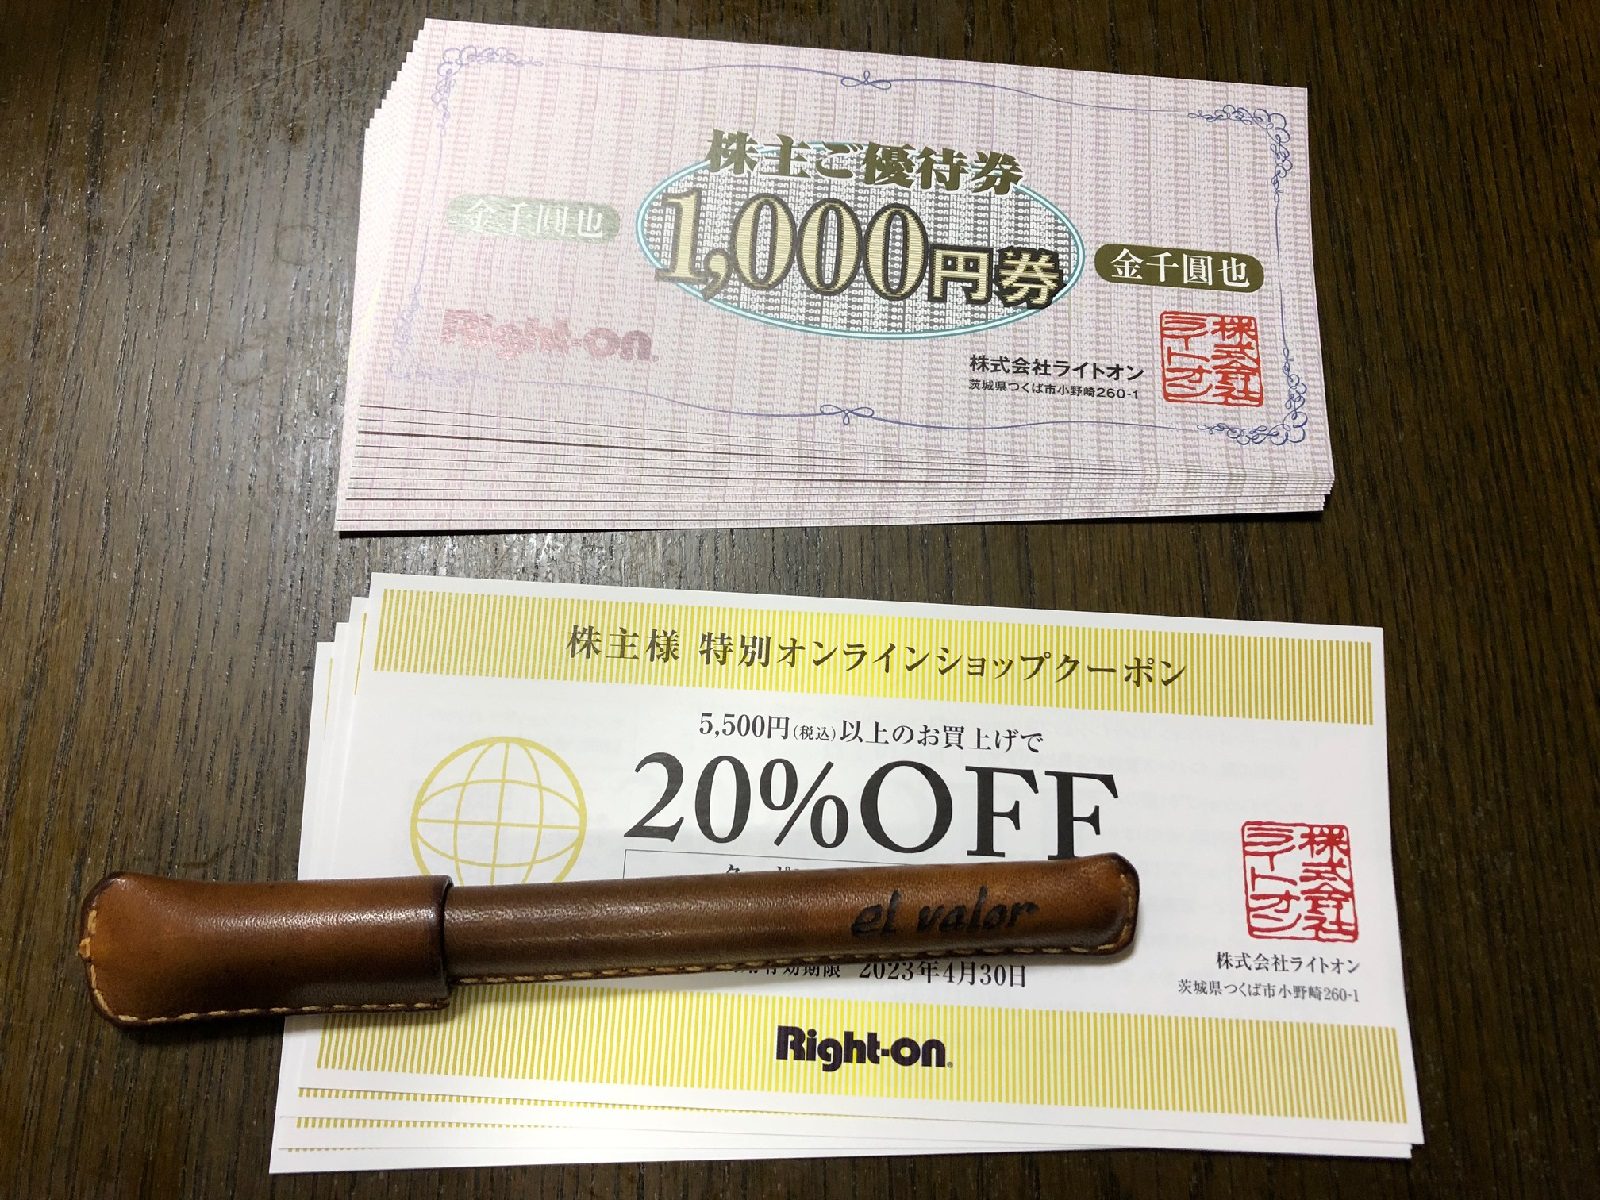 株主ご優待券
1,000円券
金千圓也
金千圓也
Right-on
株式会社ライトオン
茨城県つくば市小野崎260-1
株式会社
ライトオン
株主様 特別オンラインショップクーポン
5,500円(税込)以上のお買上げで
20%OFF
el valor
有効期限 2023年4月30日
株式会社
ライトオン
株式会社ライトオン
茨城県つくば市小野崎260-1
Right-on